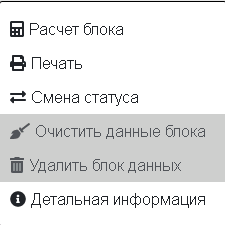 Расчет блока
Печать
Смена статуса
Очистить данные блока
Удалить блок данных
Детальная информация